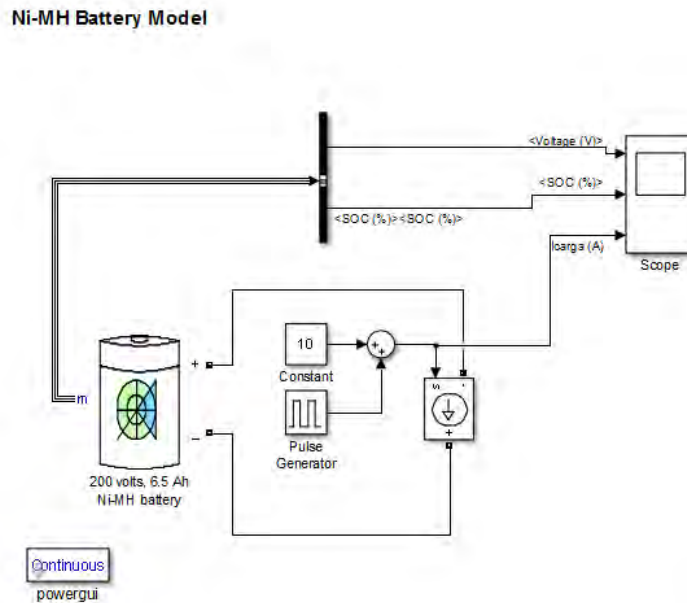 Ni-MH Battery Model
<Voltage (V)>
<SOC (%)>
<SOC (%)><SOC (%)>
Icarga (A)
Scope
+
10
+
+
Constant
m
s
-
+
–
Pulse
Generator
200 volts, 6.5 Ah
Ni-MH battery
Continuous
powergui